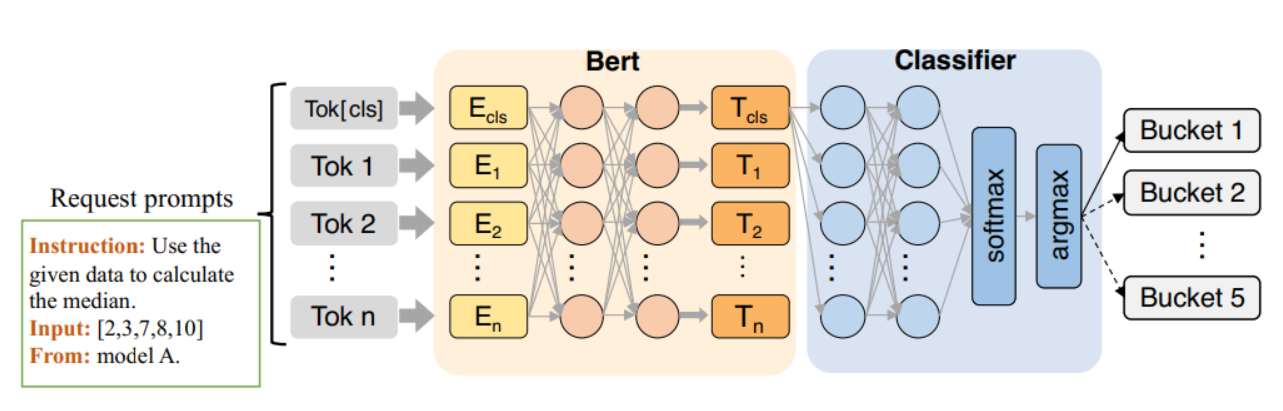 Request prompts
Instruction: Use the
given data to calculate
the median.
Input: [2,3,7,8,10]
From: model A.
Tok[cls]
Tok 1
Tok 2
⋮
Tok n
Bert
Ecls
E1
E2
⋮
En
⋮
⋮
Tcls
T1
T2
⋮
Tn
Classifier
⋮
⋮
softmax
argmax
Bucket 1
Bucket 2
⋮
Bucket 5